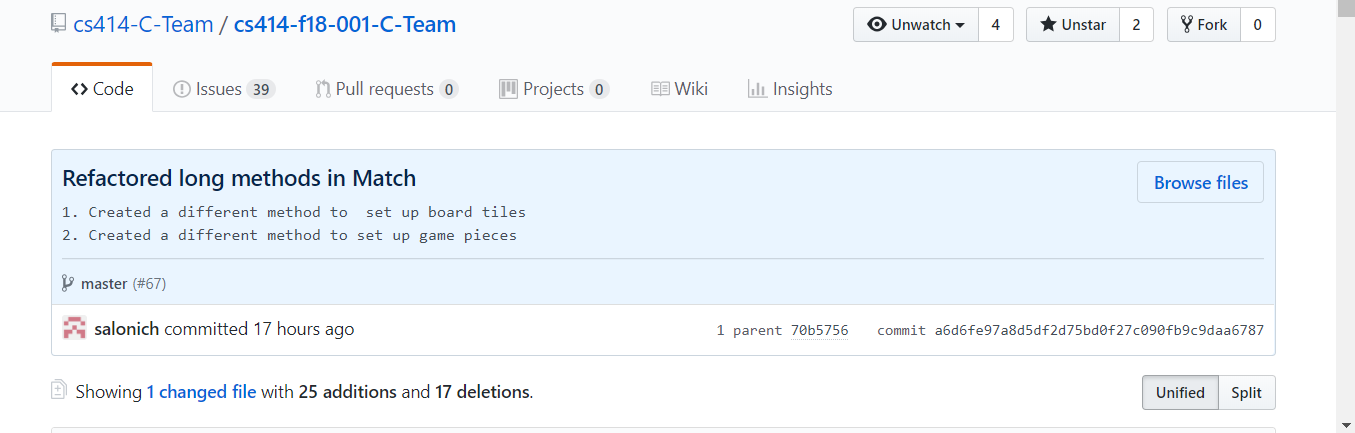 cs414-C-Team / cs414-f18-001-C-Team Unwatch 4 Unstar 2 Fork 0
Code Issues 39 Pull requests 0 Projects 0 Wiki Insights
Refactored long methods in Match Browse files
1. Created a different method to  set up board tiles
2. Created a different method to set up game pieces
master (#67)
salonich committed 17 hours ago 1 parent 70b5756 commit a6d6fe97a8d5df2d75bd0f27c090fb9c9daa6787
Showing 1 changed file with 25 additions and 17 deletions. Unified Split